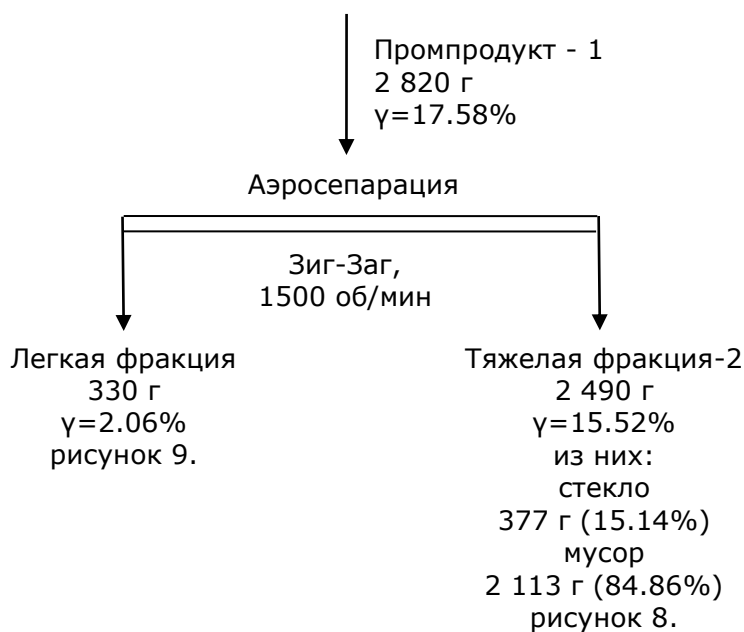 Промпродукт - 1
2 820 г
γ=17.58%
Аэросепарация
Зиг-Заг,
1500 об/мин
Легкая фракция
330 г
γ=2.06%
рисунок 9.
Тяжелая фракция-2
2 490 г
γ=15.52%
из них:
стекло
377 г (15.14%)
мусор
2 113 г (84.86%)
рисунок 8.